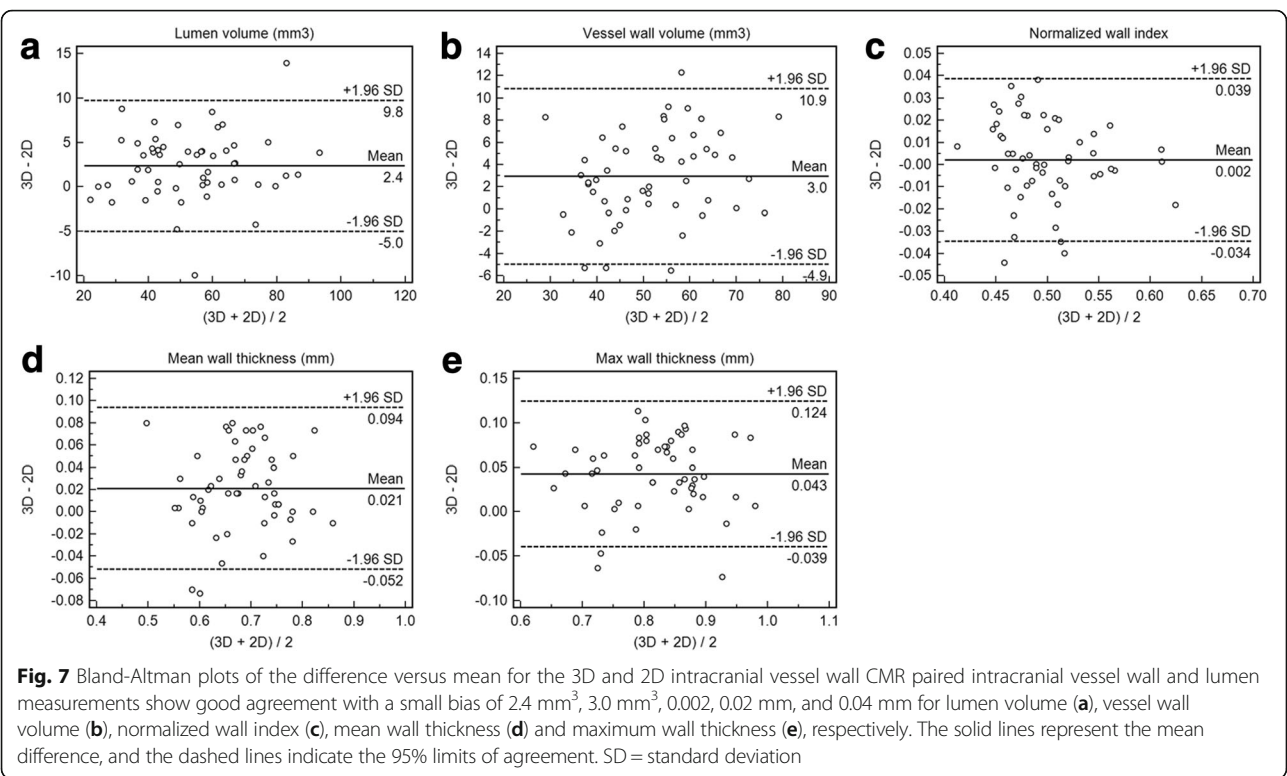 a
Lumen volume (mm3)
15
10
5
0
-5
-10
3D - 2D
+1.96 SD
9.8
Mean
2.4
-1.96 SD
-5.0
20 40 60 80 100 120
(3D + 2D) / 2
b
Vessel wall volume (mm3)
14
12
10
8
6
4
2
0
-2
-4
-6
3D - 2D
+1.96 SD
10.9
Mean
3.0
-1.96 SD
-4.9
20 30 40 50 60 70 80 90
(3D + 2D) / 2
c
Normalized wall index
0.05
0.04
0.03
0.02
0.01
-0.00
-0.01
-0.02
-0.03
-0.04
-0.05
3D - 2D
+1.96 SD
0.039
Mean
0.002
-1.96 SD
-0.034
0.40 0.45 0.50 0.55 0.60 0.65 0.70
(3D + 2D) / 2
d
Mean wall thickness (mm)
0.12
0.10
0.08
0.06
0.04
0.02
0.00
-0.02
-0.04
-0.06
-0.08
3D - 2D
+1.96 SD
0.094
Mean
0.021
-1.96 SD
-0.052
0.4 0.5 0.6 0.7 0.8 0.9 1.0
(3D + 2D) / 2
e
Max wall thickness (mm)
0.15
0.10
0.05
0.00
-0.05
-0.10
3D - 2D
+1.96 SD
0.124
Mean
0.043
-1.96 SD
-0.039
0.6 0.7 0.8 0.9 1.0 1.1
(3D + 2D) / 2
Fig. 7 Bland-Altman plots of the difference versus mean for the 3D and 2D intracranial vessel wall CMR paired intracranial vessel wall and lumen
measurements show good agreement with a small bias of 2.4 mm³, 3.0 mm³, 0.002, 0.02 mm, and 0.04 mm for lumen volume (a), vessel wall
volume (b), normalized wall index (c), mean wall thickness (d) and maximum wall thickness (e), respectively. The solid lines represent the mean
difference, and the dashed lines indicate the 95% limits of agreement. SD = standard deviation